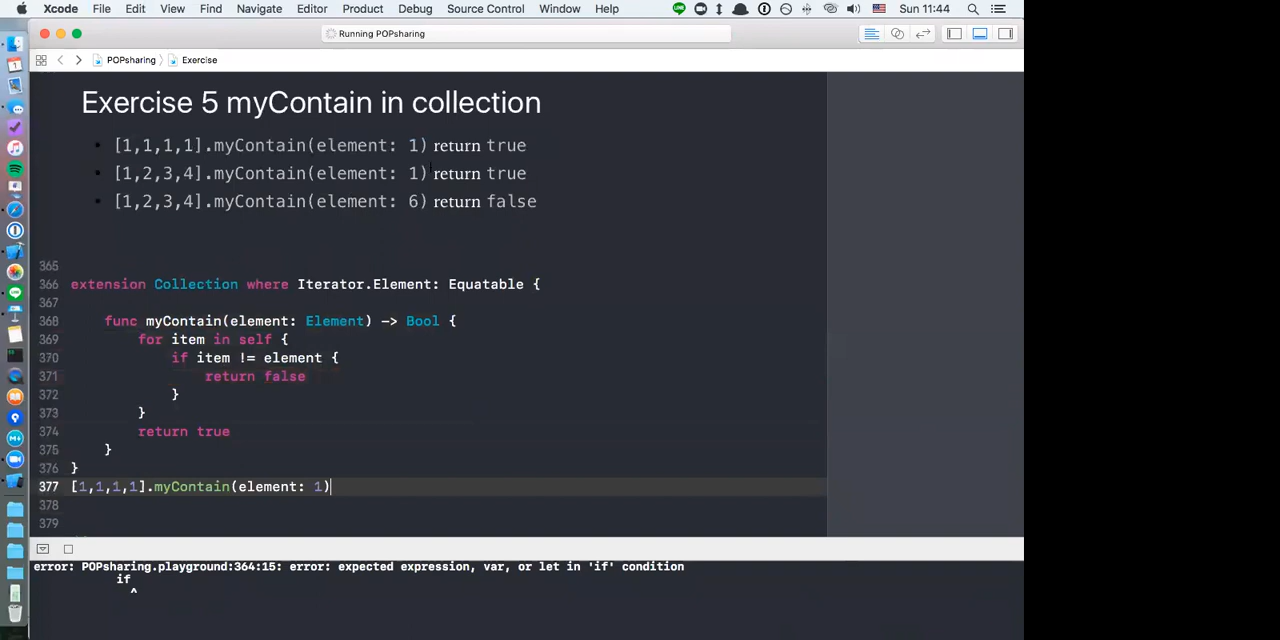 Xcode File Edit View Find Navigate Editor Product Debug Source Control Window Help Sun 11:44
Running POPsharing
POPsharing Exercise
Exercise 5 myContain in collection
• [1,1,1,1].myContain(element: 1) return true
• [1,2,3,4].myContain(element: 1) return true
• [1,2,3,4].myContain(element: 6) return false
365
366 extension Collection where Iterator.Element: Equatable {
367
368 func myContain(element: Element) -> Bool {
369 for item in self {
370 if item != element {
371 return false
372 }
373 }
374 return true
375 }
376 }
377 [1,1,1,1].myContain(element: 1)
378
379
error: POPsharing.playground:364:15: error: expected expression, var, or let in 'if' condition
if
^